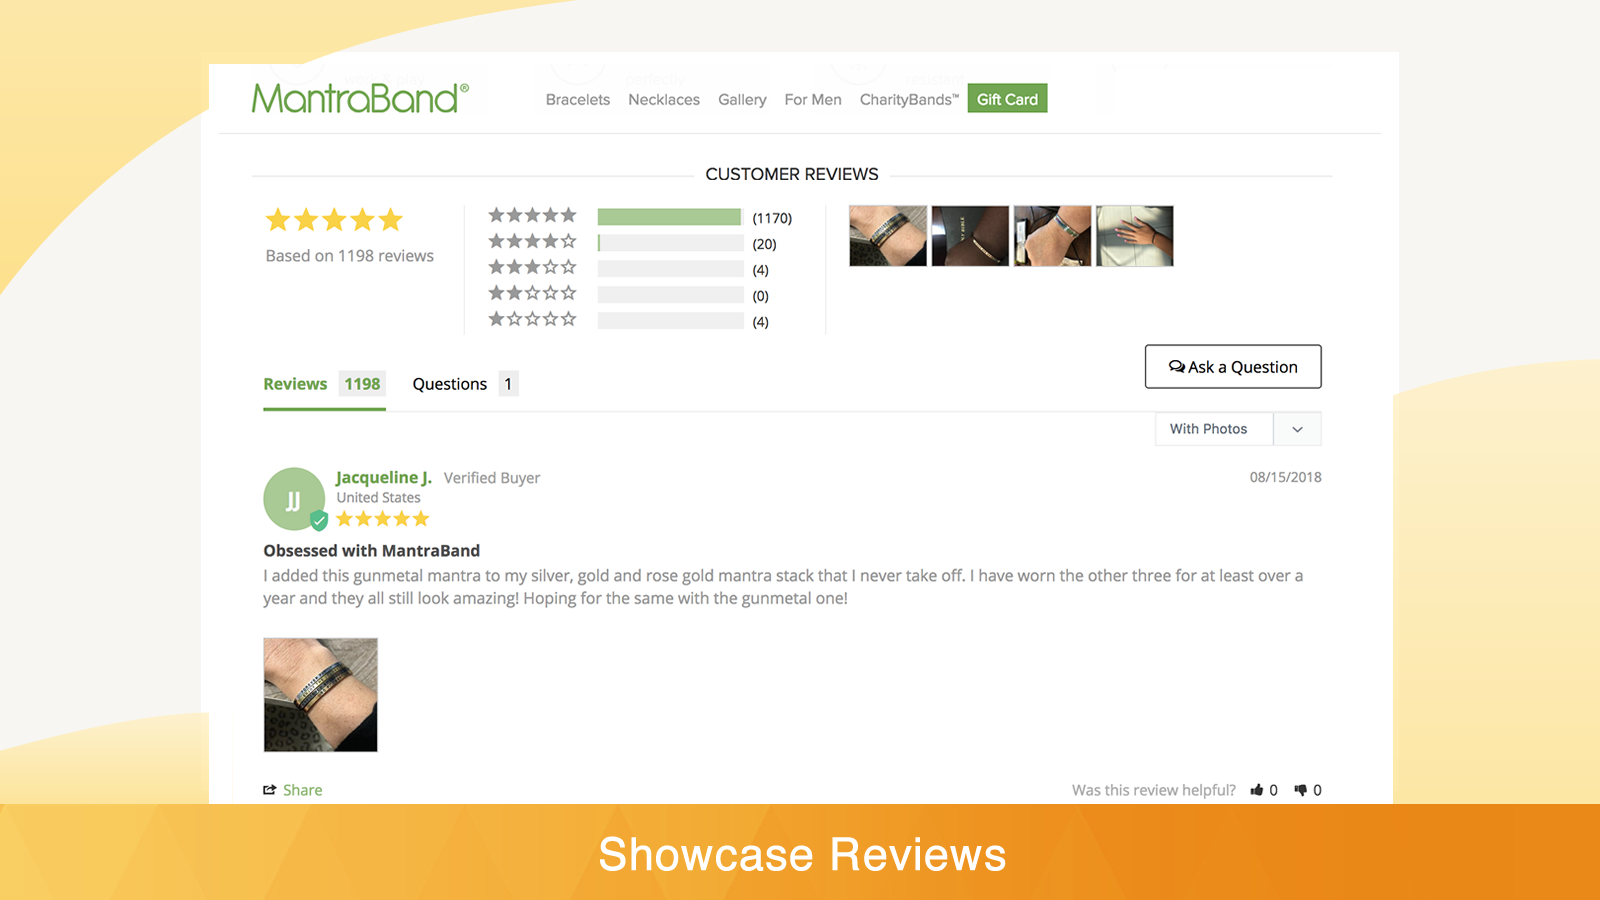 MantraBand®
Bracelets Necklaces Gallery For Men CharityBands™ Gift Card
CUSTOMER REVIEWS
Based on 1198 reviews
(1170)
(20)
(4)
(0)
(4)
Ask a Question
Reviews 1198 Questions 1
With Photos
JJ
Jacqueline J. Verified Buyer 08/15/2018
United States
Obsessed with MantraBand
I added this gunmetal mantra to my silver, gold and rose gold mantra stack that I never take off. I have worn the other three for at least over a
year and they all still look amazing! Hoping for the same with the gunmetal one!
Share Was this review helpful? 0 0
Showcase Reviews